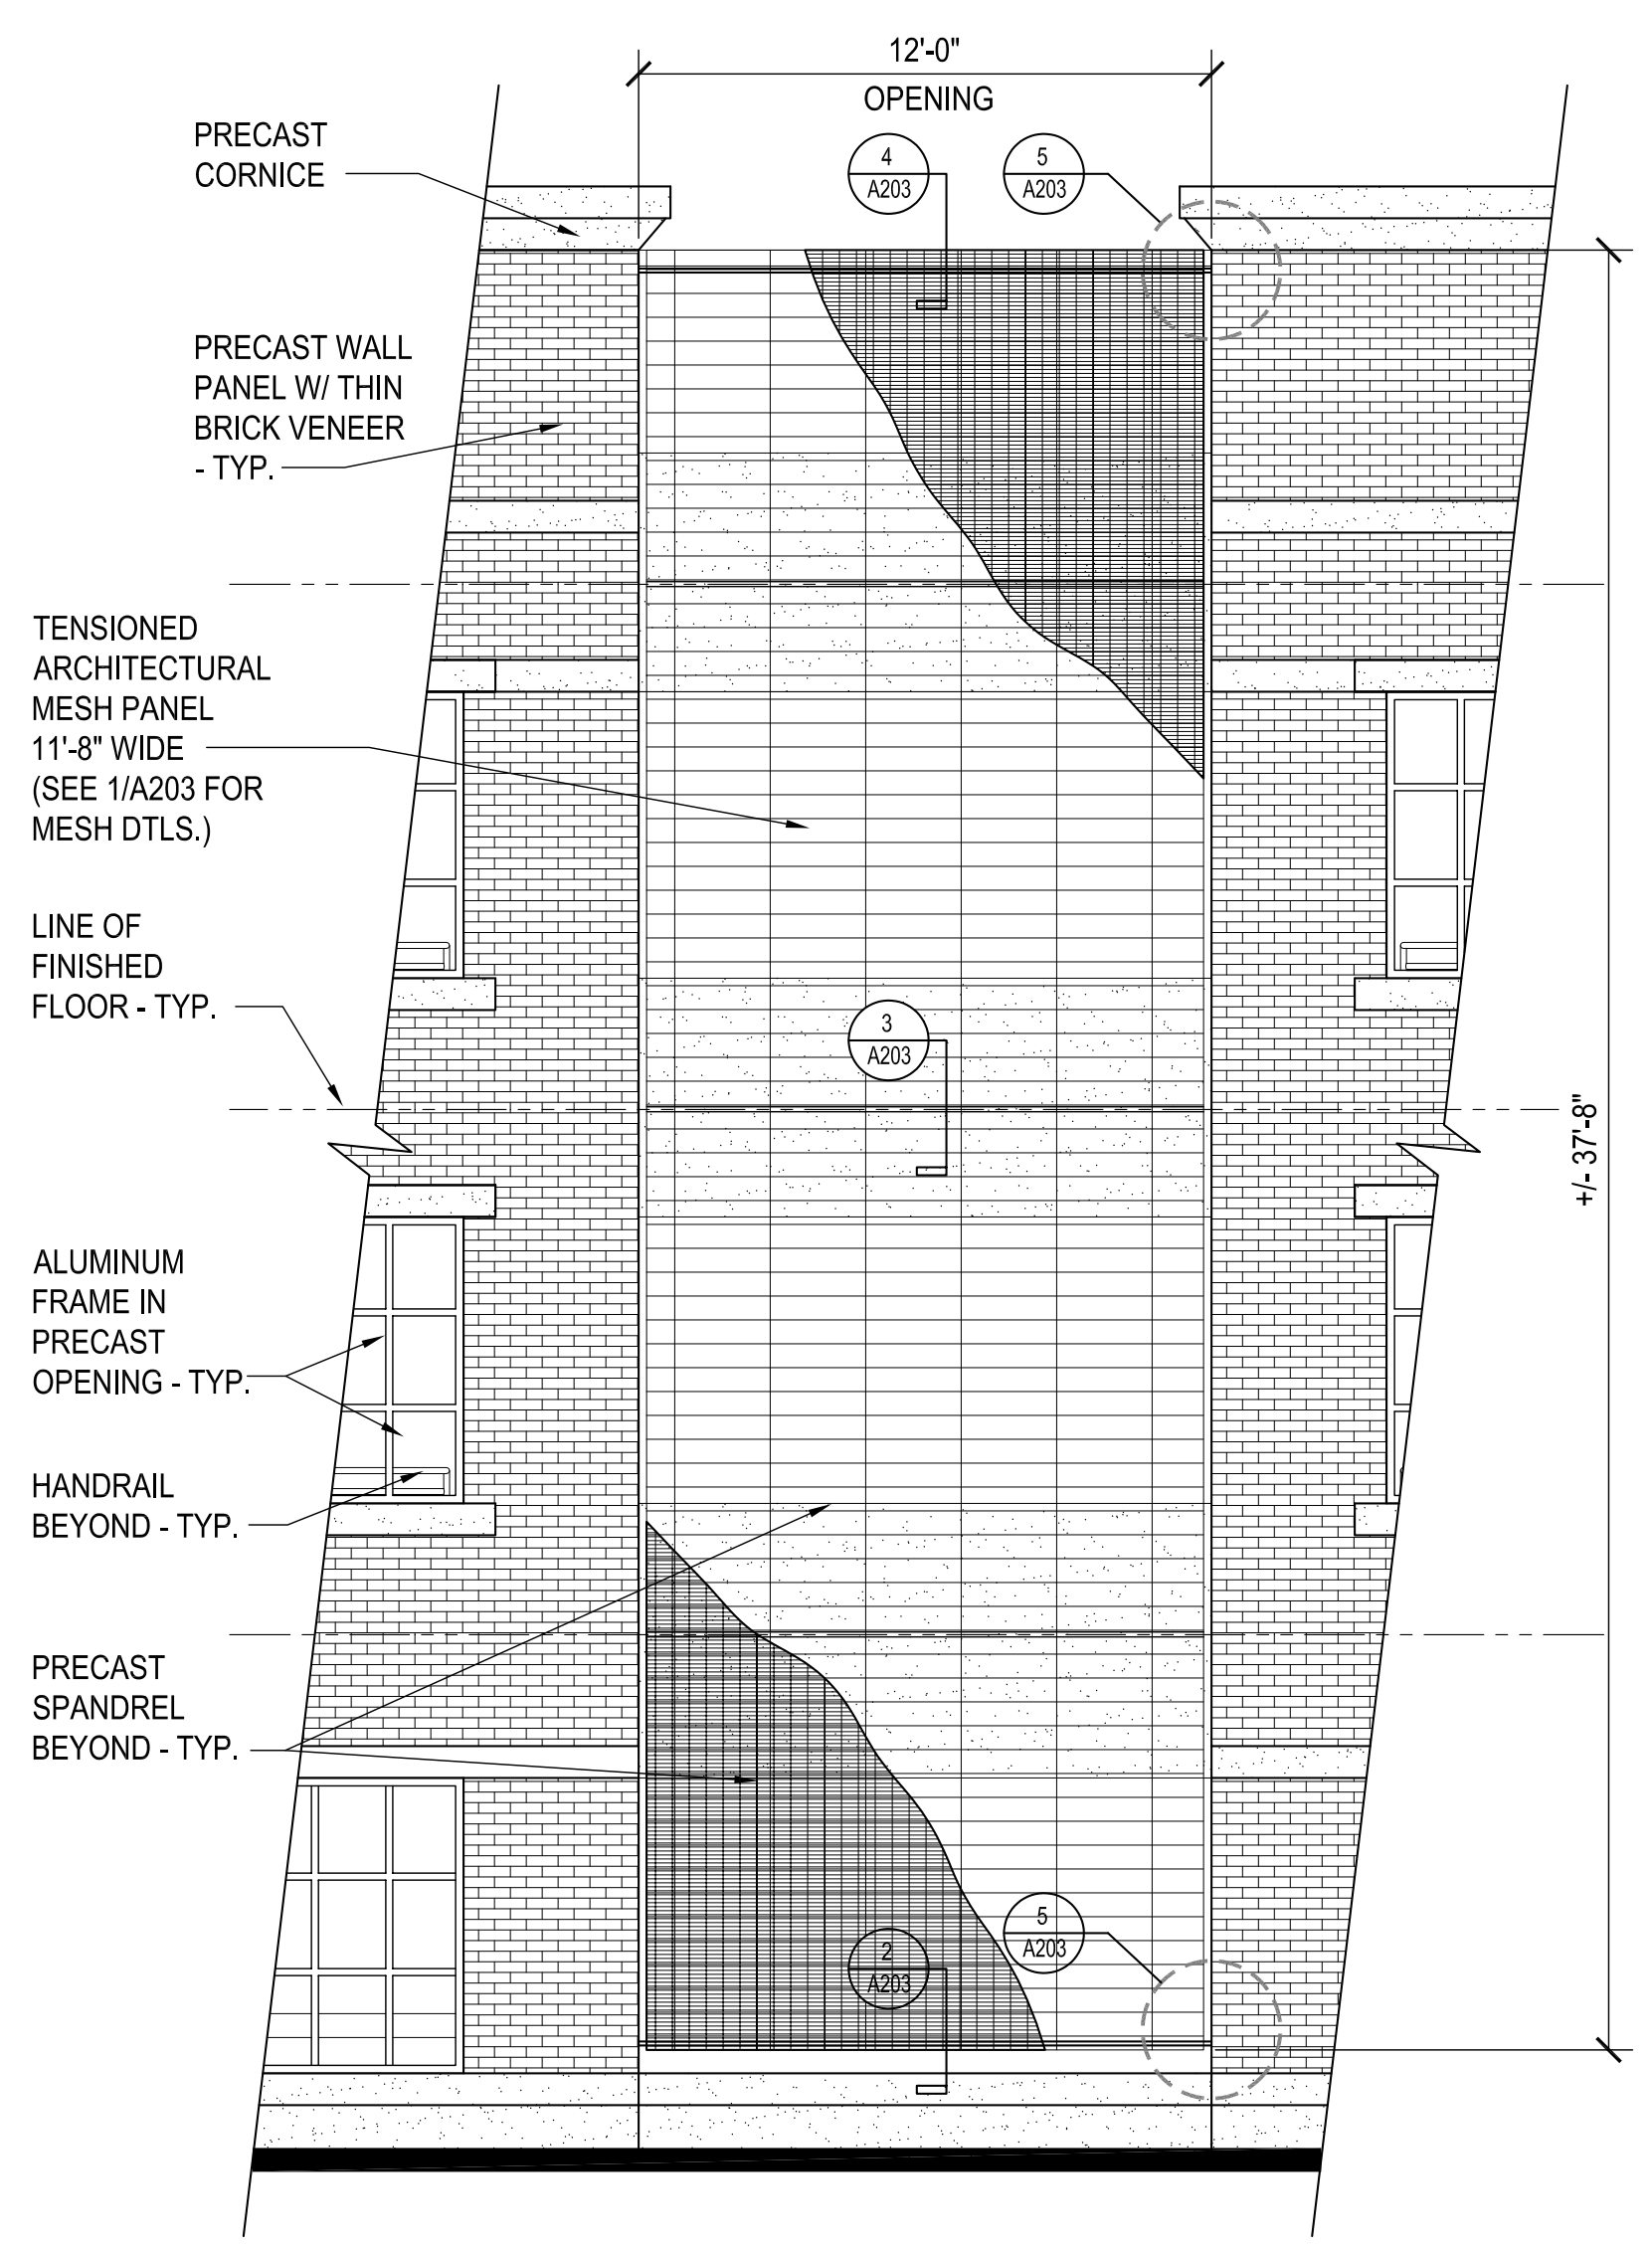 12'-0"
OPENING
4
A203
5
A203
PRECAST
CORNICE
PRECAST WALL
PANEL W/ THIN
BRICK VENEER
- TYP.
TENSIONED
ARCHITECTURAL
MESH PANEL
11'-8" WIDE
(SEE 1/A203 FOR
MESH DTLS.)
LINE OF
FINISHED
FLOOR - TYP.
3
A203
+/- 37'-8"
ALUMINUM
FRAME IN
PRECAST
OPENING - TYP.
HANDRAIL
BEYOND - TYP.
PRECAST
SPANDREL
BEYOND - TYP.
5
A203
2
A203